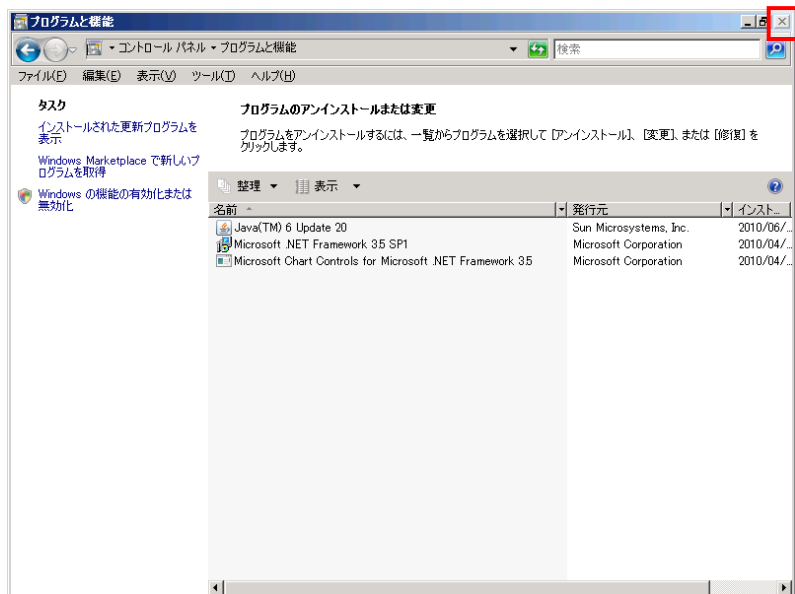 プログラムと機能
コントロール パネル ▾ プログラムと機能
検索
ファイル(F) 編集(E) 表示(V) ツール(T) ヘルプ(H)
タスク
インストールされた更新プログラムを
表示
Windows Marketplace で新しいプ
ログラムを取得
Windows の機能の有効化または
無効化
プログラムのアンインストールまたは変更
プログラムをアンインストールするには、一覧からプログラムを選択して [アンインストール]、[変更]、または [修復] を
クリックします。
整理 表示
名前 発行元 インスト...
Java(TM) 6 Update 20 Sun Microsystems, Inc. 2010/06/...
Microsoft .NET Framework 3.5 SP1 Microsoft Corporation 2010/04/...
Microsoft Chart Controls for Microsoft .NET Framework 3.5 Microsoft Corporation 2010/04/...